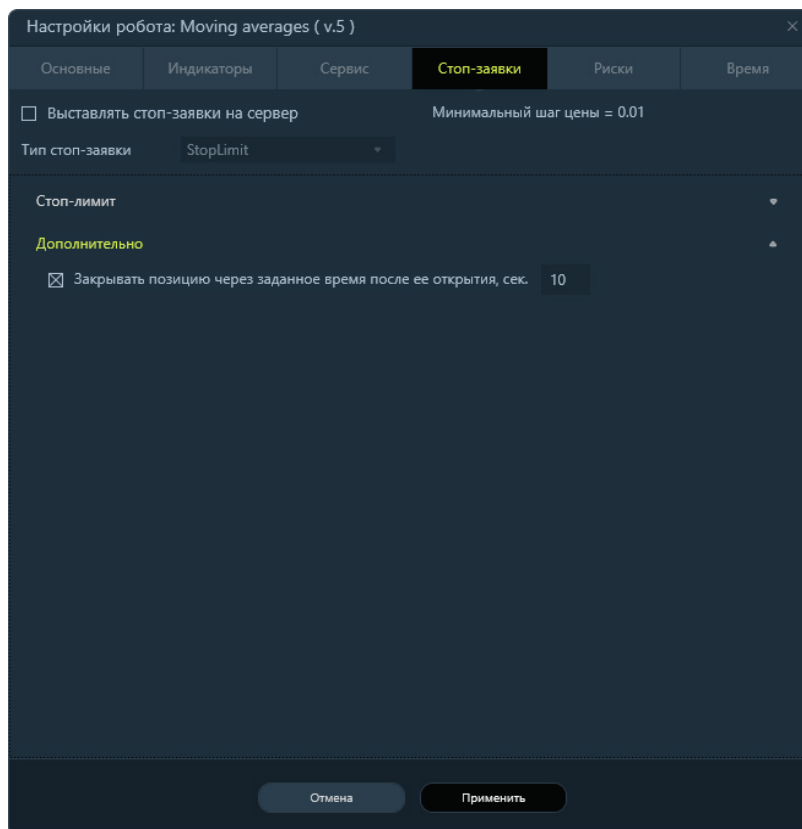 Настройки робота: Moving averages ( v.5 )
Основные Индикаторы Сервис Стоп-заявки Риски Время
Выставлять стоп-заявки на сервер Минимальный шаг цены = 0.01
Тип стоп-заявки StopLimit
Стоп-лимит
Дополнительно
Закрывать позицию через заданное время после ее открытия, сек. 10
Отмена Применить